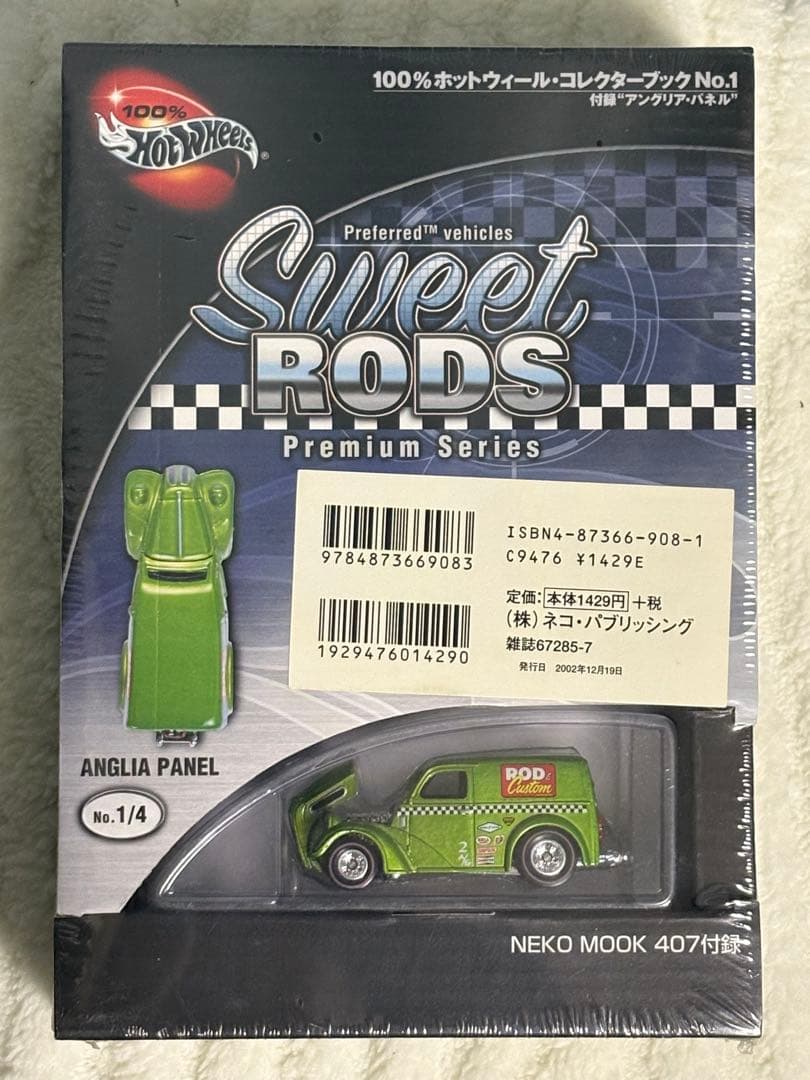 100%ホットウィール・コレクターブック No.1
付録"アングリア・パネル"
100%
HOT WHEELS®
Preferred™ vehicles
Sweet
RODS
Premium Series
ISBN4-87366-908-1
C9476 ¥1429E
9784873669083
定価:本体1429円+税
(株)ネコ・パブリッシング
雑誌67285-7
1929476014290
発行日 2002年12月19日
ANGLIA PANEL
No.1/4
ROD &
Custom
NEKO MOOK 407付録